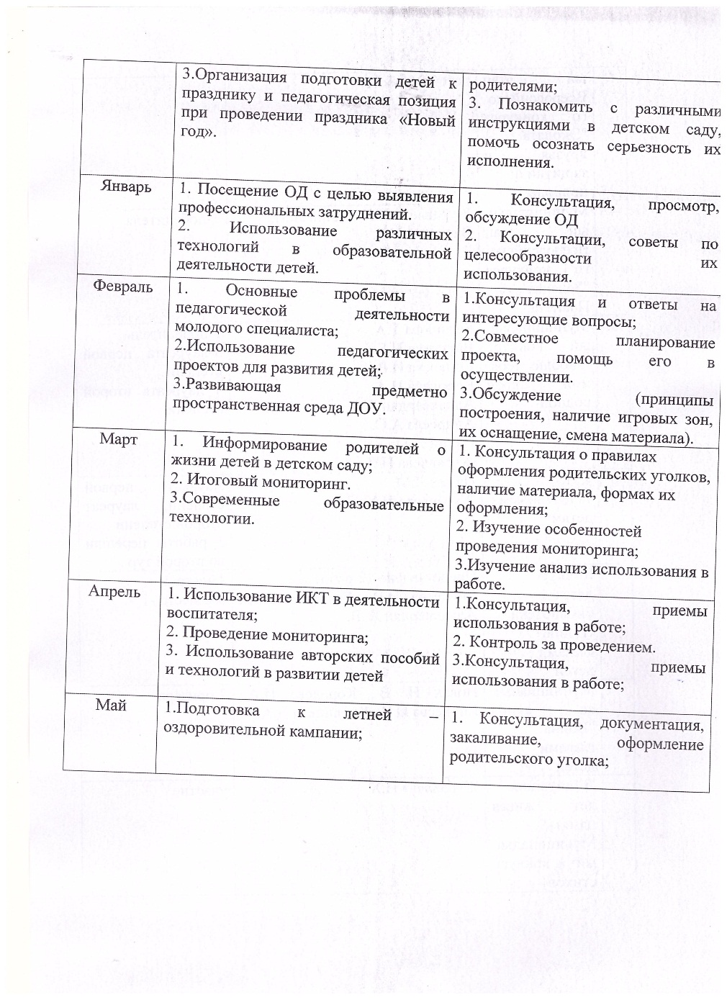 3.Организация подготовки детей к
празднику и педагогическая позиция
при проведении праздника «Новый
год».
родителями;
3. Познакомить с различными
инструкциями в детском саду,
помочь осознать серьезность их
исполнения.
Январь
1. Посещение ОД с целью выявления
профессиональных затруднений.
2. Использование различных
технологий в образовательной
деятельности детей.
1. Консультация, просмотр,
обсуждение ОД
2. Консультации, советы по
целесообразности их
использования.
Февраль
1. Основные проблемы в
педагогической деятельности
молодого специалиста;
2.Использование педагогических
проектов для развития детей;
3.Развивающая предметно
пространственная среда ДОУ.
1.Консультация и ответы на
интересующие вопросы;
2.Совместное планирование
проекта, помощь его в
осуществлении.
3.Обсуждение (принципы
построения, наличие игровых зон,
их оснащение, смена материала).
Март
1. Информирование родителей о
жизни детей в детском саду;
2. Итоговый мониторинг.
3.Современные образовательные
технологии.
1. Консультация о правилах
оформления родительских уголков,
наличие материала, формах их
оформления;
2. Изучение особенностей
проведения мониторинга;
3.Изучение анализ использования в
работе.
Апрель
1. Использование ИКТ в деятельности
воспитателя;
2. Проведение мониторинга;
3. Использование авторских пособий
и технологий в развитии детей
1.Консультация, приемы
использования в работе;
2. Контроль за проведением.
3.Консультация, приемы
использования в работе;
Май
1.Подготовка к летней –
оздоровительной кампании;
1. Консультация, документация,
закаливание, оформление
родительского уголка;